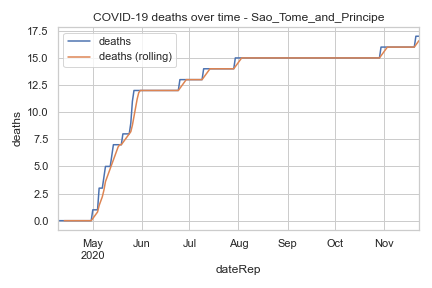 COVID-19 deaths over time - Sao_Tome_and_Principe
17.5
15.0
12.5
10.0
7.5
5.0
2.5
0.0
deaths
deaths
deaths (rolling)
May Jun Jul Aug Sep Oct Nov
2020
dateRep